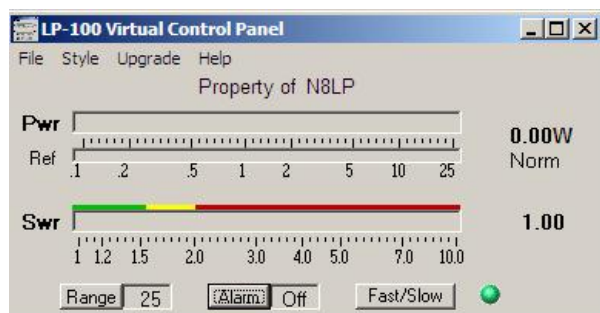 LP-100 Virtual Control Panel
File Style Upgrade Help
Property of N8LP
Pwr
0.00W
Ref
Norm
.1 .2 .5 1 2 5 10 25
Swr
1.00
1 1.2 1.5 2.0 3.0 4.0 5.0 7.0 10.0
Range 25 Alarm Off Fast/Slow